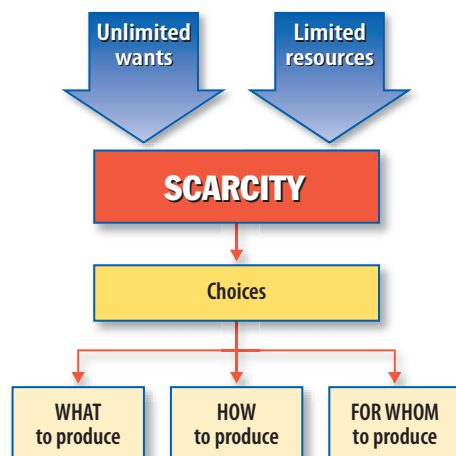 Unlimited
wants
Limited
resources
SCARCITY
Choices
WHAT
to produce
HOW
to produce
FOR WHOM
to produce